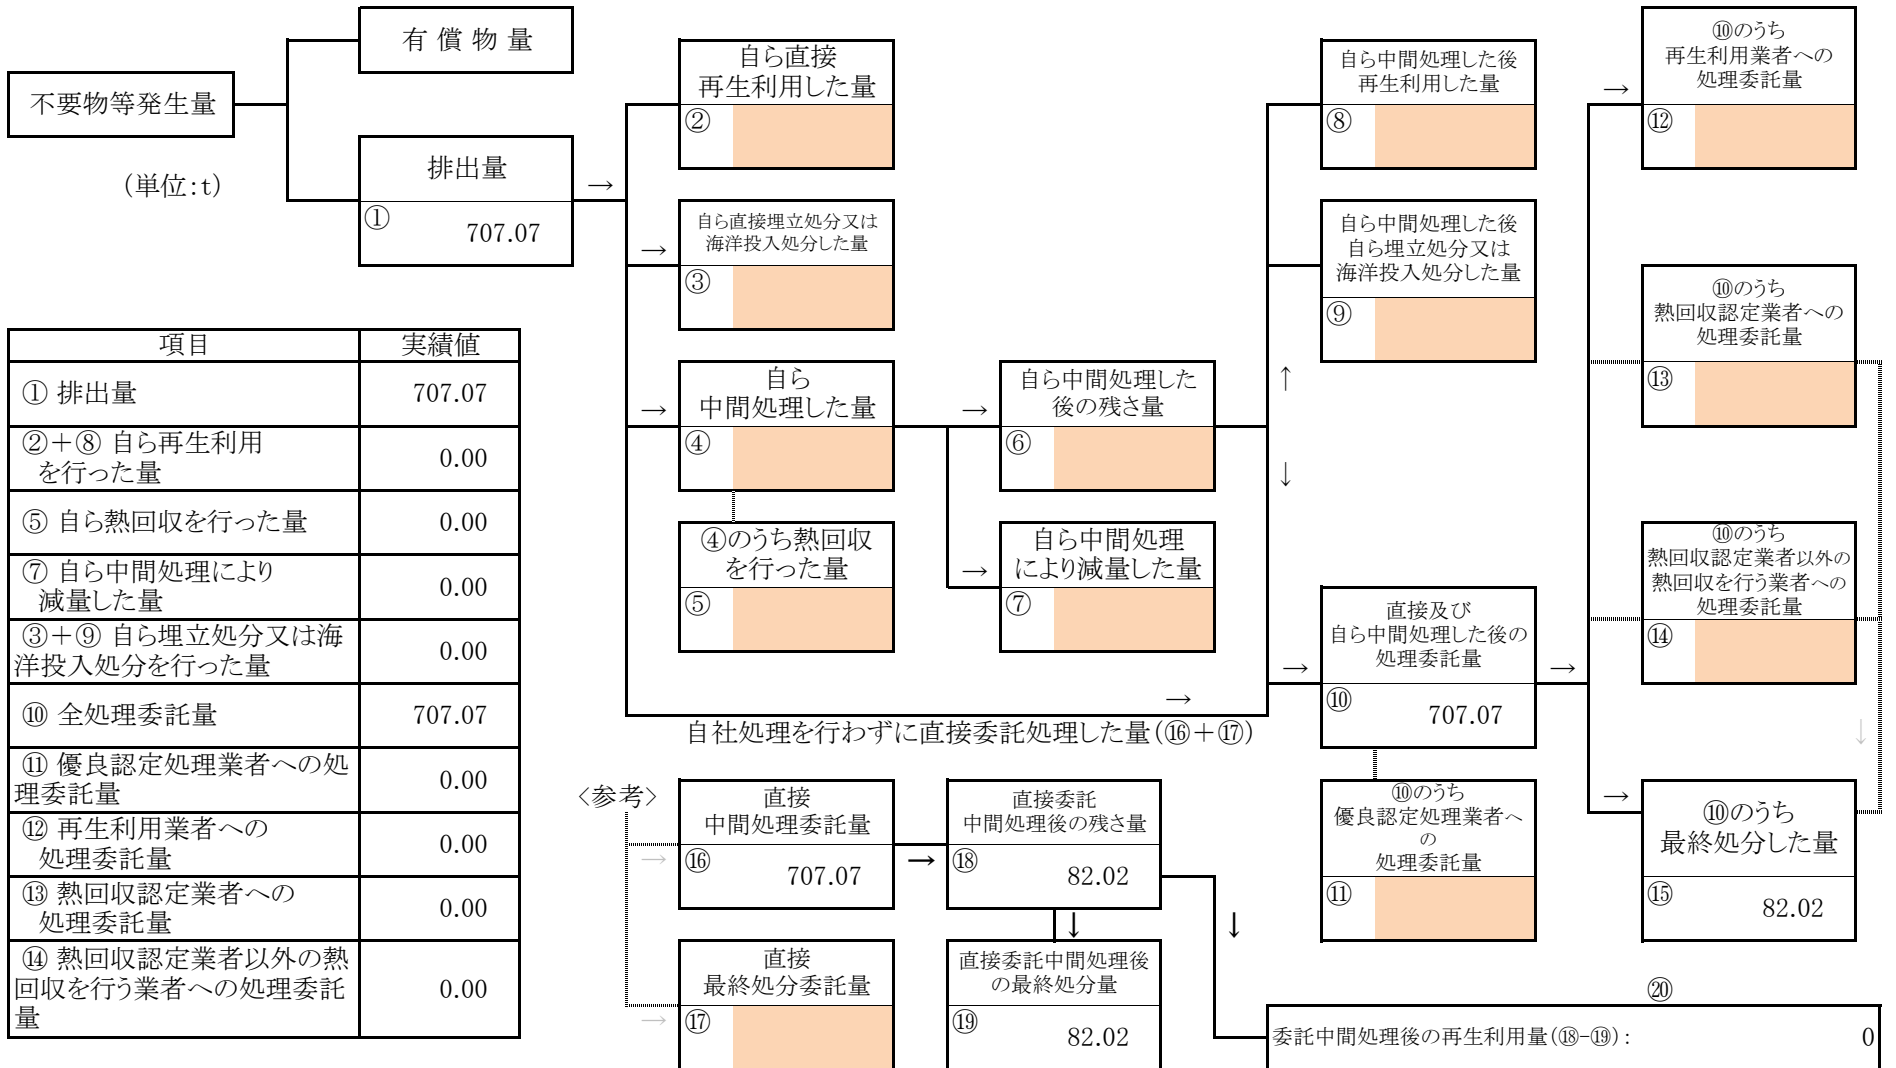 有 償 物 量
不要物等発生量
(単位:t)
排出量
①
707.07
→
自ら直接
再生利用した量
②
→
自ら直接埋立処分又は
海洋投入処分した量
③
→
自ら
中間処理した量
④
④のうち熱回収
を行った量
⑤
→
自ら中間処理した
後の残さ量
⑥
→
自ら中間処理
により減量した量
⑦
自ら中間処理した後
再生利用した量
⑧
自ら中間処理した後
自ら埋立処分又は
海洋投入処分した量
⑨
↑
↓
→
→
直接及び
自ら中間処理した後の
処理委託量
⑩
707.07
→
⑩のうち
優良認定処理業者へ
の
処理委託量
⑪
→
⑩のうち
再生利用業者への
処理委託量
⑫
⑩のうち
熱回収認定業者への
処理委託量
⑬
⑩のうち
熱回収認定業者以外の
熱回収を行う業者への
処理委託量
⑭
↓
→
⑩のうち
最終処分した量
⑮
82.02
自社処理を行わずに直接委託処理した量(⑯+⑰)
<参考>
→
直接
中間処理委託量
⑯
707.07
→
直接委託
中間処理後の残さ量
⑱
82.02
↓
↓
→
直接
最終処分委託量
⑰
直接委託中間処理後
の最終処分量
⑲
82.02
⑳
委託中間処理後の再生利用量(⑱-⑲): 0
項目 実績値
① 排出量 707.07
②+⑧ 自ら再生利用
を行った量 0.00
⑤ 自ら熱回収を行った量 0.00
⑦ 自ら中間処理により
減量した量 0.00
③+⑨ 自ら埋立処分又は海
洋投入処分を行った量 0.00
⑩ 全処理委託量 707.07
⑪ 優良認定処理業者への処
理委託量 0.00
⑫ 再生利用業者への
処理委託量 0.00
⑬ 熱回収認定業者への
処理委託量 0.00
⑭ 熱回収認定業者以外の熱
回収を行う業者への処理委託 0.00
量